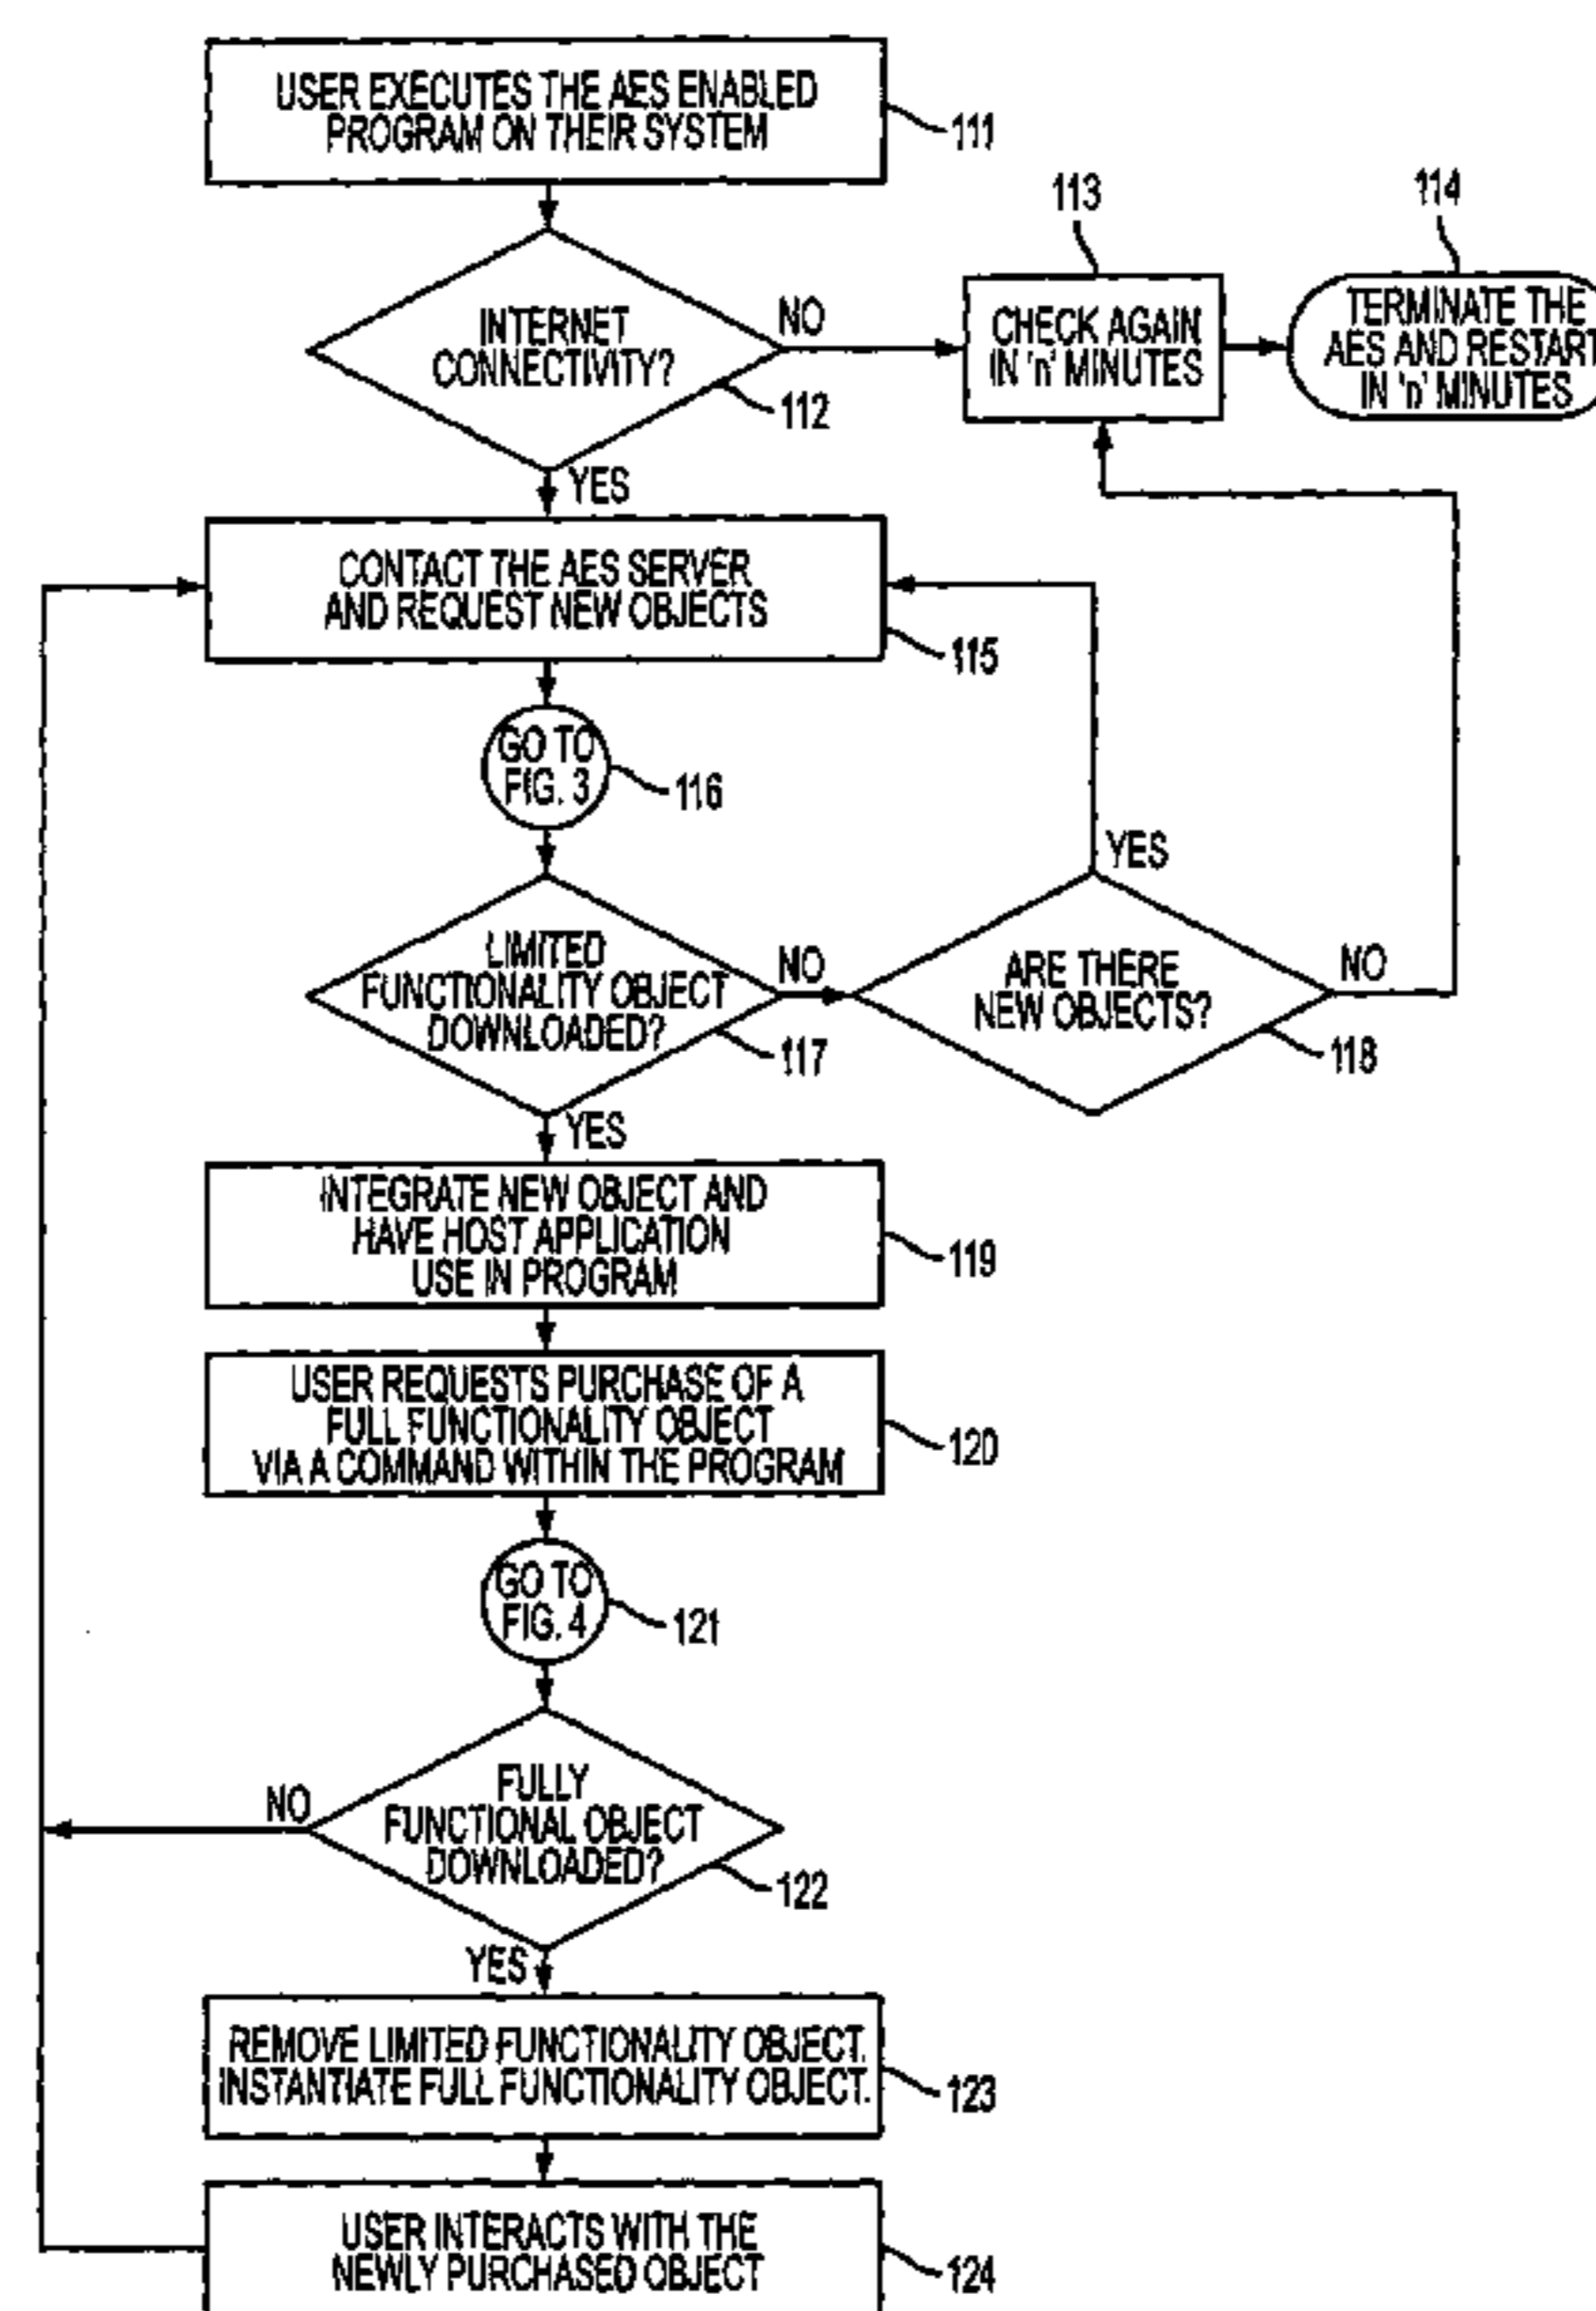 USER EXECUTES THE AES ENABLED
PROGRAM ON THEIR SYSTEM
111
113
114
INTERNET
CONNECTIVITY?
112
NO
CHECK AGAIN
IN 'n' MINUTES
TERMINATE THE
AES AND RESTART
IN 'n' MINUTES
YES
CONTACT THE AES SERVER
AND REQUEST NEW OBJECTS
115
GO TO
FIG. 3
116
LIMITED
FUNCTIONALITY OBJECT
DOWNLOADED?
117
NO
YES
ARE THERE
NEW OBJECTS?
118
NO
YES
INTEGRATE NEW OBJECT AND
HAVE HOST APPLICATION
USE IN PROGRAM
119
USER REQUESTS PURCHASE OF A
FULL FUNCTIONALITY OBJECT
VIA A COMMAND WITHIN THE PROGRAM
120
GO TO
FIG. 4
121
NO
FULLY
FUNCTIONAL OBJECT
DOWNLOADED?
122
YES
REMOVE LIMITED FUNCTIONALITY OBJECT.
INSTANTIATE FULL FUNCTIONALITY OBJECT.
123
USER INTERACTS WITH THE
NEWLY PURCHASED OBJECT
124